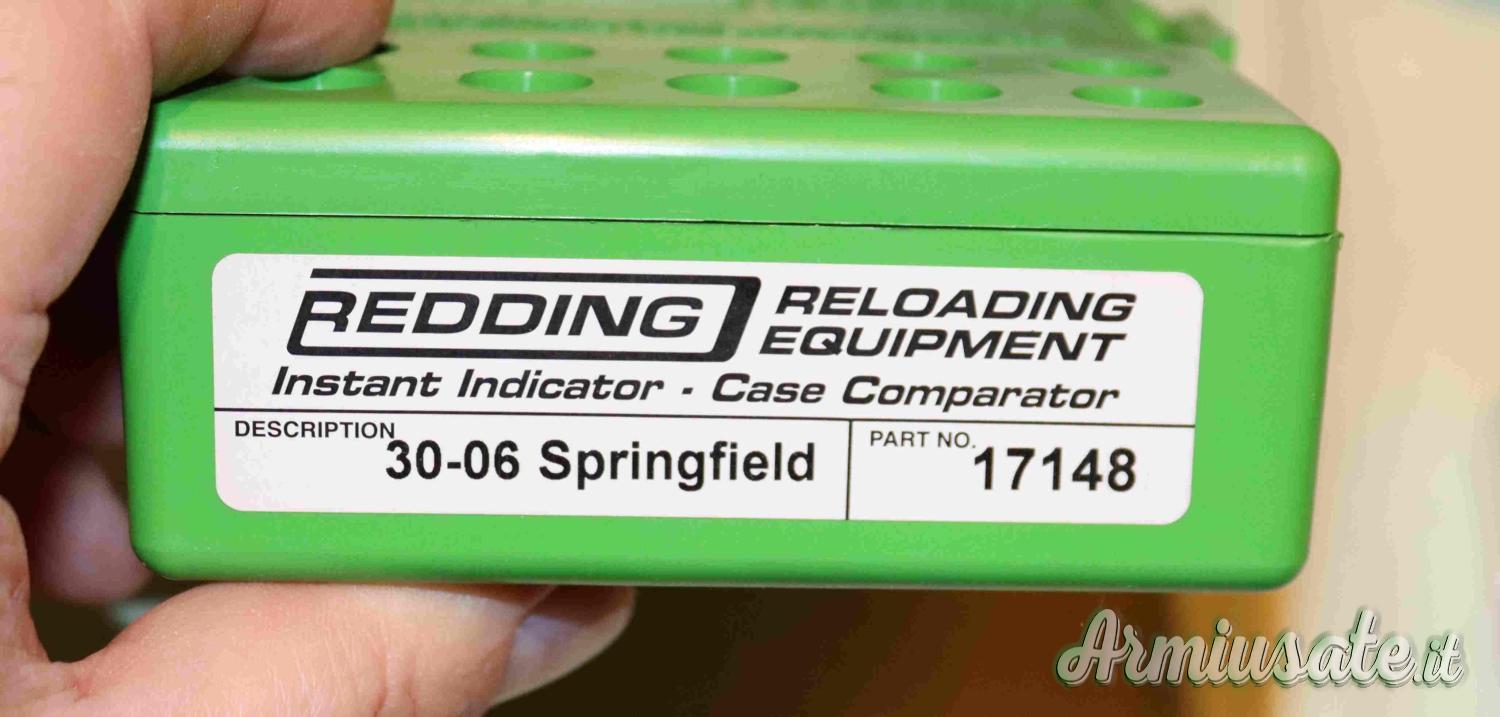 REDDING RELOADING EQUIPMENT
Instant Indicator · Case Comparator
DESCRIPTION
30-06 Springfield
PART NO.
17148
Armiusate.it